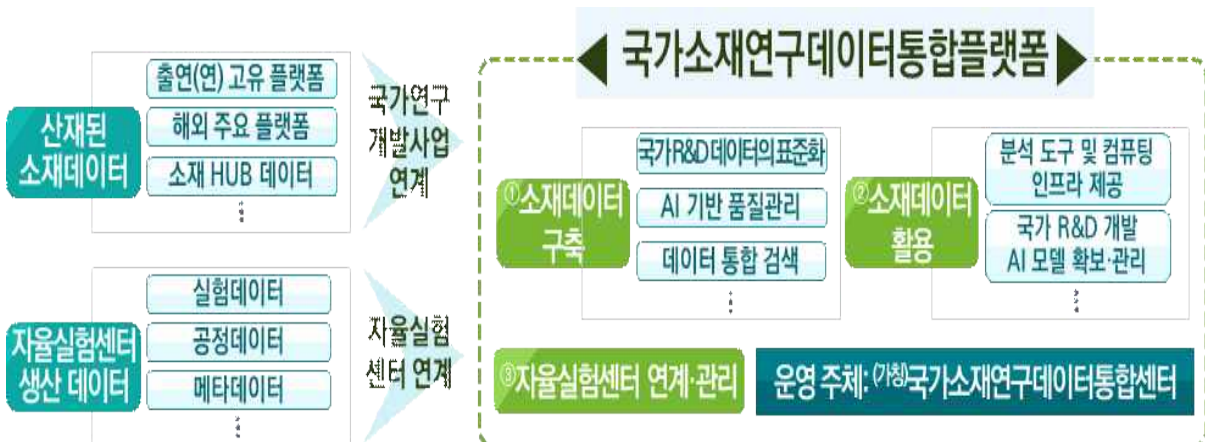 ◀ 국가소재연구데이터통합플랫폼 ▶
산재된
소재데이터
출연(연) 고유 플랫폼
해외 주요 플랫폼
소재 HUB 데이터
국가연구
개발사업
연계
자율실험센터
생산 데이터
실험데이터
공정데이터
메타데이터
자율실험
센터 연계
①소재데이터
구축
국가R&D데이터의표준화
AI 기반 품질관리
데이터 통합 검색
②소재데이터
활용
분석 도구 및 컴퓨팅
인프라 제공
국가 R&D 개발
AI 모델 확보·관리
③자율실험센터 연계·관리
운영 주체: (가칭)국가소재연구데이터통합센터